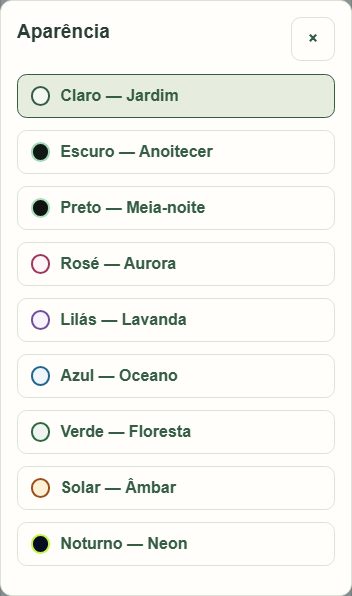 Aparência
×
Claro — Jardim
Escuro — Anoitecer
Preto — Meia-noite
Rosé — Aurora
Lilás — Lavanda
Azul — Oceano
Verde — Floresta
Solar — Âmbar
Noturno — Neon